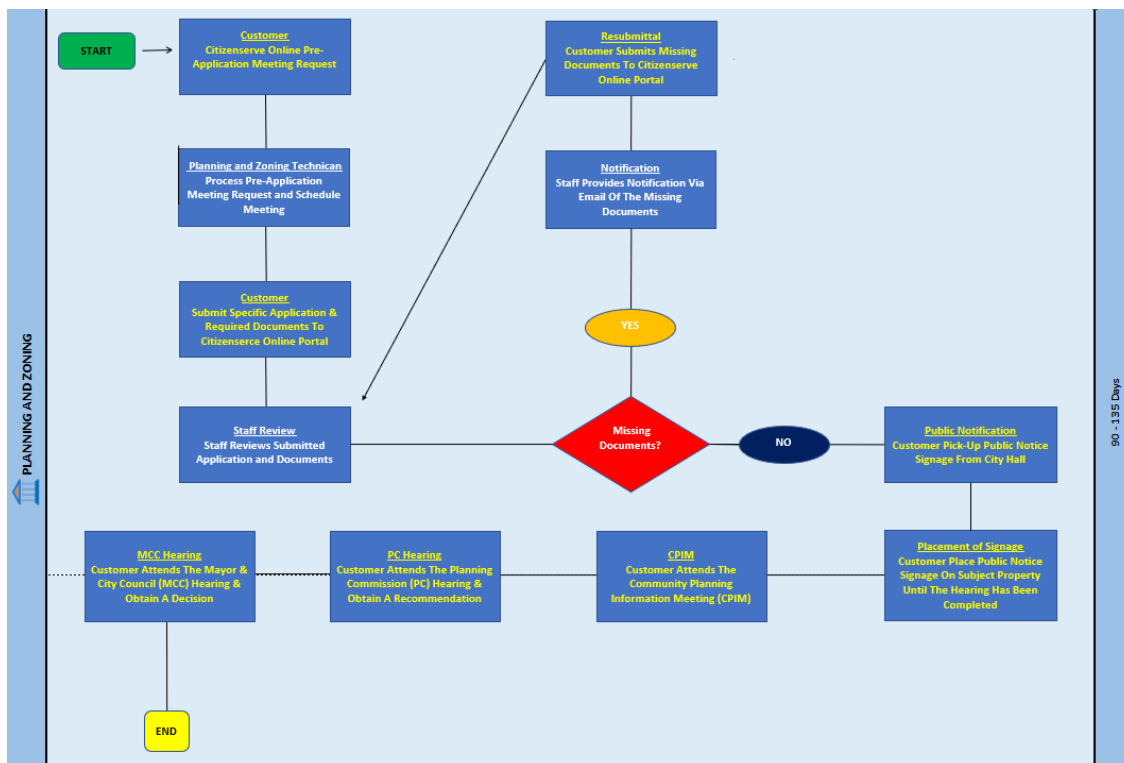 START
Customer
Citizenserve Online Pre-
Application Meeting Request
Planning and Zoning Technican
Process Pre-Application
Meeting Request and Schedule
Meeting
Customer
Submit Specific Application &
Required Documents To
Citizenserce Online Portal
Staff Review
Staff Reviews Submitted
Application and Documents
Missing
Documents?
YES
Notification
Staff Provides Notification Via
Email Of The Missing
Documents
Resubmittal
Customer Submits Missing
Documents To Citizenserve
Online Portal
NO
Public Notification
Customer Pick-Up Public Notice
Signage From City Hall
Placement of Signage
Customer Place Public Notice
Signage On Subject Property
Until The Hearing Has Been
Completed
CPIM
Customer Attends The
Community Planning
Information Meeting (CPIM)
PC Hearing
Customer Attends The Planning
Commission (PC) Hearing &
Obtain A Recommendation
MCC Hearing
Customer Attends The Mayor &
City Council (MCC) Hearing &
Obtain A Decision
END
PLANNING AND ZONING
90 - 135 Days